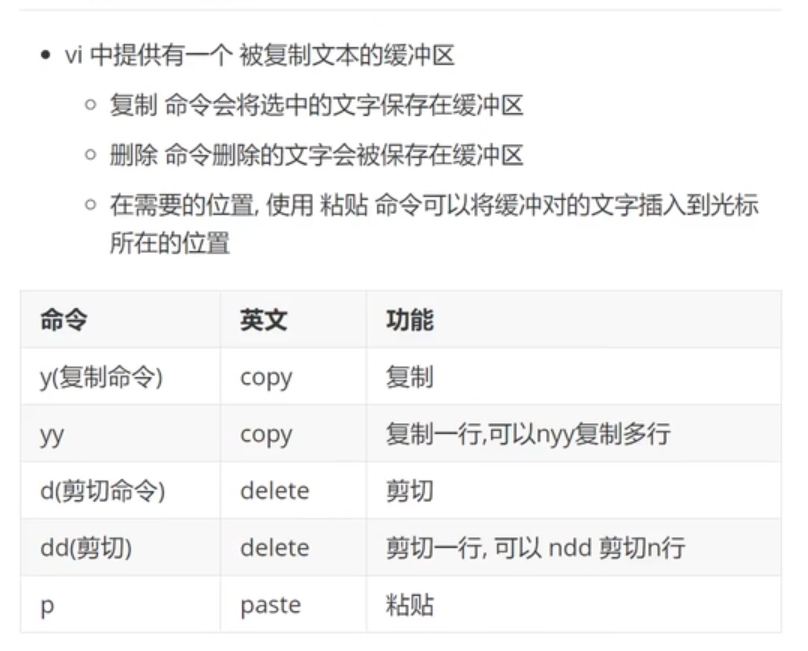 vi 中提供有一个 被复制文本的缓冲区
复制 命令会将选中的文字保存在缓冲区
删除 命令删除的文字会被保存在缓冲区
在需要的位置, 使用 粘贴 命令可以将缓冲对的文字插入到光标
所在的位置
命令 英文 功能
y(复制命令) copy 复制
yy copy 复制一行,可以nyy复制多行
d(剪切命令) delete 剪切
dd(剪切) delete 剪切一行, 可以 ndd 剪切n行
p paste 粘贴